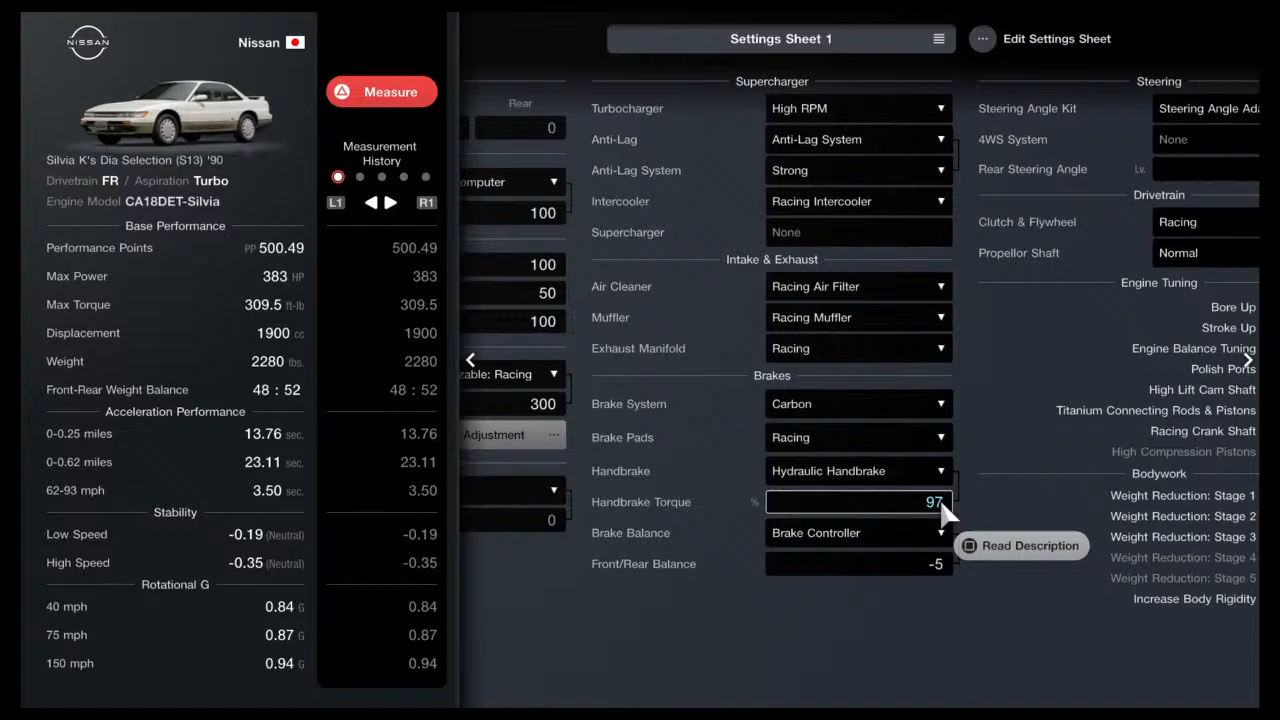 Settings Sheet 1
Edit Settings Sheet
NISSAN
Nissan
Silvia K's Dia Selection (S13) '90
Drivetrain FR / Aspiration Turbo
Engine Model CA18DET-Silvia
Base Performance
Performance Points PP 500.49
Max Power 383 HP
Max Torque 309.5 ft-lb
Displacement 1900 cc
Weight 2280 lbs.
Front-Rear Weight Balance 48 : 52
Acceleration Performance
0-0.25 miles 13.76 sec.
0-0.62 miles 23.11 sec.
62-93 mph 3.50 sec.
Stability
Low Speed -0.19 (Neutral)
High Speed -0.35 (Neutral)
Rotational G
40 mph 0.84 G
75 mph 0.87 G
150 mph 0.94 G
Measure
Measurement
History
L1 R1
500.49
383
309.5
1900
2280
48 : 52
13.76
23.11
3.50
-0.19
-0.35
0.84
0.87
0.94
Rear
0
omputer
100
100
50
100
zable: Racing
300
Adjustment
0
Supercharger
Turbocharger High RPM
Anti-Lag Anti-Lag System
Anti-Lag System Strong
Intercooler Racing Intercooler
Supercharger None
Intake & Exhaust
Air Cleaner Racing Air Filter
Muffler Racing Muffler
Exhaust Manifold Racing
Brakes
Brake System Carbon
Brake Pads Racing
Handbrake Hydraulic Handbrake
Handbrake Torque % 97
Brake Balance Brake Controller
Front/Rear Balance -5
Read Description
Steering
Steering Angle Kit Steering Angle Ada
4WS System None
Rear Steering Angle Lv.
Drivetrain
Clutch & Flywheel Racing
Propellor Shaft Normal
Engine Tuning
Bore Up
Stroke Up
Engine Balance Tuning
Polish Ports
High Lift Cam Shaft
Titanium Connecting Rods & Pistons
Racing Crank Shaft
High Compression Pistons
Bodywork
Weight Reduction: Stage 1
Weight Reduction: Stage 2
Weight Reduction: Stage 3
Weight Reduction: Stage 4
Weight Reduction: Stage 5
Increase Body Rigidity